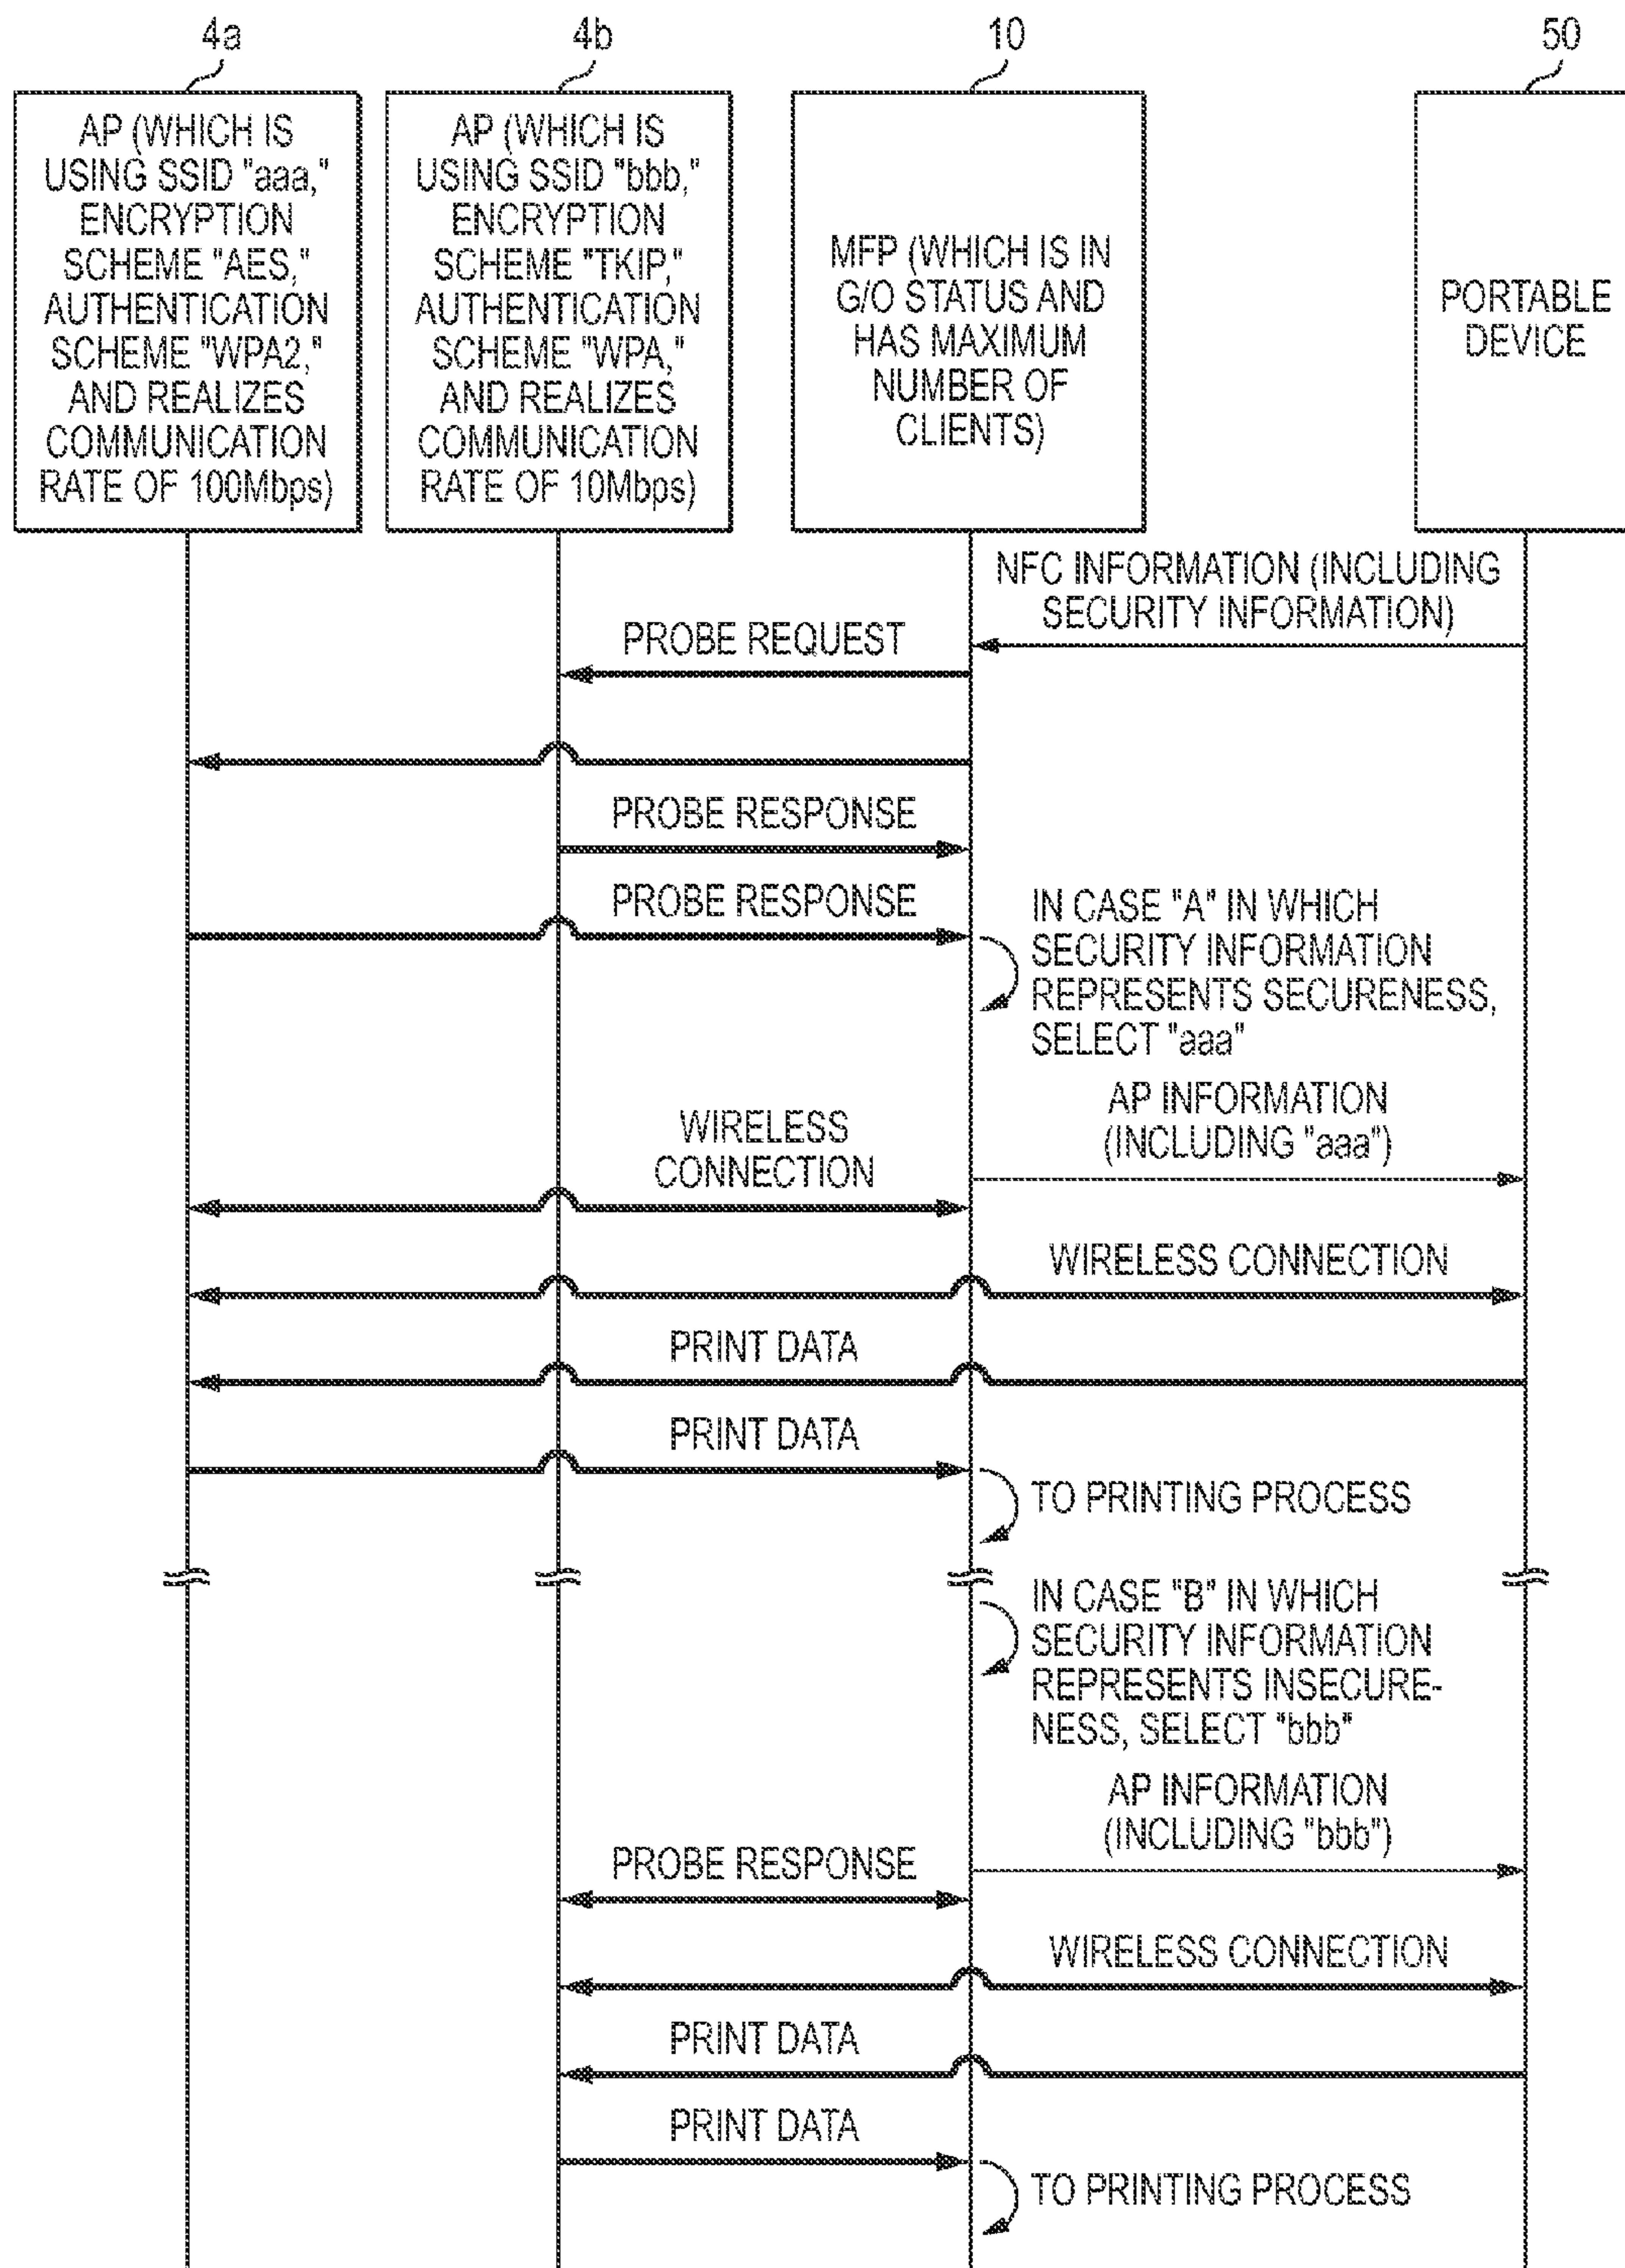 4a
4b
10
50
AP (WHICH IS
USING SSID "aaa,"
ENCRYPTION
SCHEME "AES,"
AUTHENTICATION
SCHEME "WPA2,"
AND REALIZES
COMMUNICATION
RATE OF 100Mbps)
AP (WHICH IS
USING SSID "bbb,"
ENCRYPTION
SCHEME "TKIP,"
AUTHENTICATION
SCHEME "WPA,"
AND REALIZES
COMMUNICATION
RATE OF 10Mbps)
MFP (WHICH IS IN
G/O STATUS AND
HAS MAXIMUM
NUMBER OF
CLIENTS)
PORTABLE
DEVICE
NFC INFORMATION (INCLUDING
SECURITY INFORMATION)
PROBE REQUEST
PROBE RESPONSE
PROBE RESPONSE
IN CASE "A" IN WHICH
SECURITY INFORMATION
REPRESENTS SECURENESS,
SELECT "aaa"
AP INFORMATION
(INCLUDING "aaa")
WIRELESS
CONNECTION
WIRELESS CONNECTION
PRINT DATA
PRINT DATA
TO PRINTING PROCESS
IN CASE "B" IN WHICH
SECURITY INFORMATION
REPRESENTS INSECURE-
NESS, SELECT "bbb"
AP INFORMATION
(INCLUDING "bbb")
PROBE RESPONSE
WIRELESS CONNECTION
PRINT DATA
PRINT DATA
TO PRINTING PROCESS